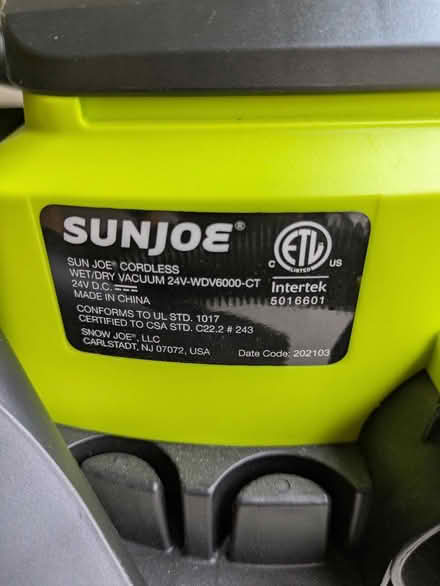 SUNJOE®
SUN JOE® CORDLESS
WET/DRY VACUUM 24V-WDV6000-CT
24V D.C. ⎓
MADE IN CHINA
CONFORMS TO UL STD. 1017
CERTIFIED TO CSA STD. C22.2 # 243
SNOW JOE®, LLC
CARLSTADT, NJ 07072, USA
C ETL US
LISTED
Intertek
5016601
Date Code: 202103